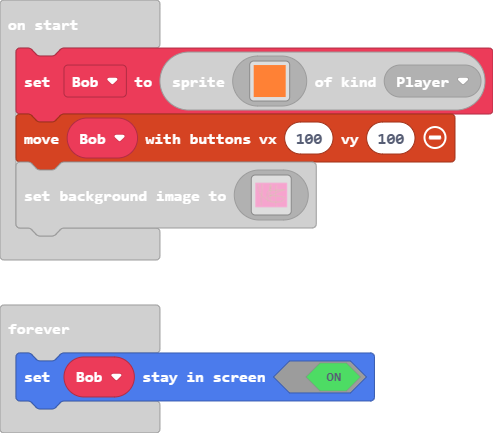 on start
set Bob to sprite of kind Player
move Bob with buttons vx 100 vy 100
set background image to
forever
set Bob stay in screen ON